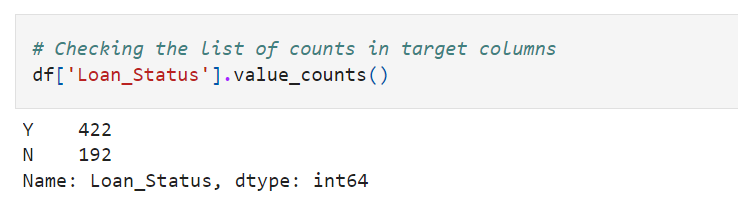 # Checking the list of counts in target columns
df['Loan_Status'].value_counts()
Y    422
N    192
Name: Loan_Status, dtype: int64